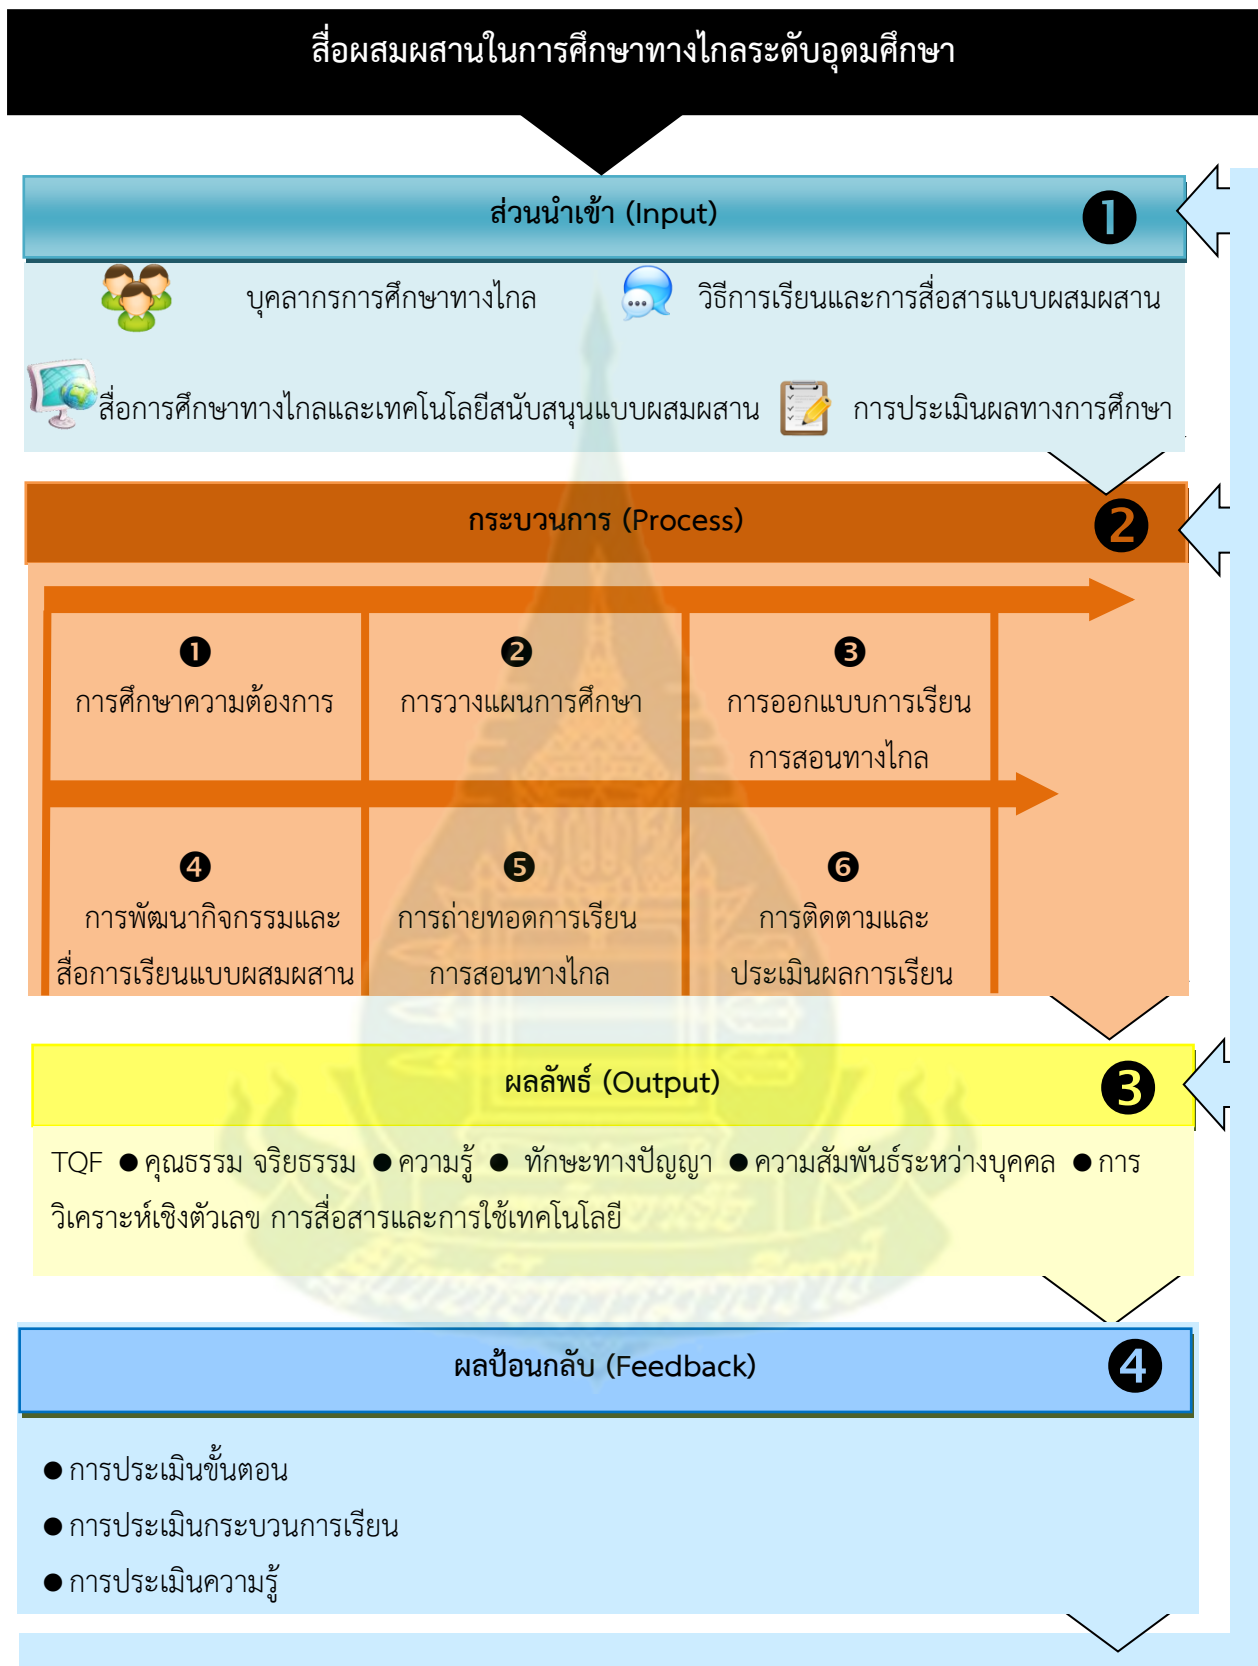 สื่อผสมผสานในการศึกษาทางไกลระดับอุดมศึกษา
ส่วนนำเข้า (Input) ❶
บุคลากรการศึกษาทางไกล วิธีการเรียนและการสื่อสารแบบผสมผสาน
สื่อการศึกษาทางไกลและเทคโนโลยีสนับสนุนแบบผสมผสาน การประเมินผลทางการศึกษา
กระบวนการ (Process) ❷
❶
การศึกษาความต้องการ
❷
การวางแผนการศึกษา
❸
การออกแบบการเรียน
การสอนทางไกล
❹
การพัฒนากิจกรรมและ
สื่อการเรียนแบบผสมผสาน
❺
การถ่ายทอดการเรียน
การสอนทางไกล
❻
การติดตามและ
ประเมินผลการเรียน
ผลลัพธ์ (Output) ❸
TQF ● คุณธรรม จริยธรรม ● ความรู้ ● ทักษะทางปัญญา ● ความสัมพันธ์ระหว่างบุคคล ● การ
วิเคราะห์เชิงตัวเลข การสื่อสารและการใช้เทคโนโลยี
ผลป้อนกลับ (Feedback) ❹
● การประเมินขั้นตอน
● การประเมินกระบวนการเรียน
● การประเมินความรู้